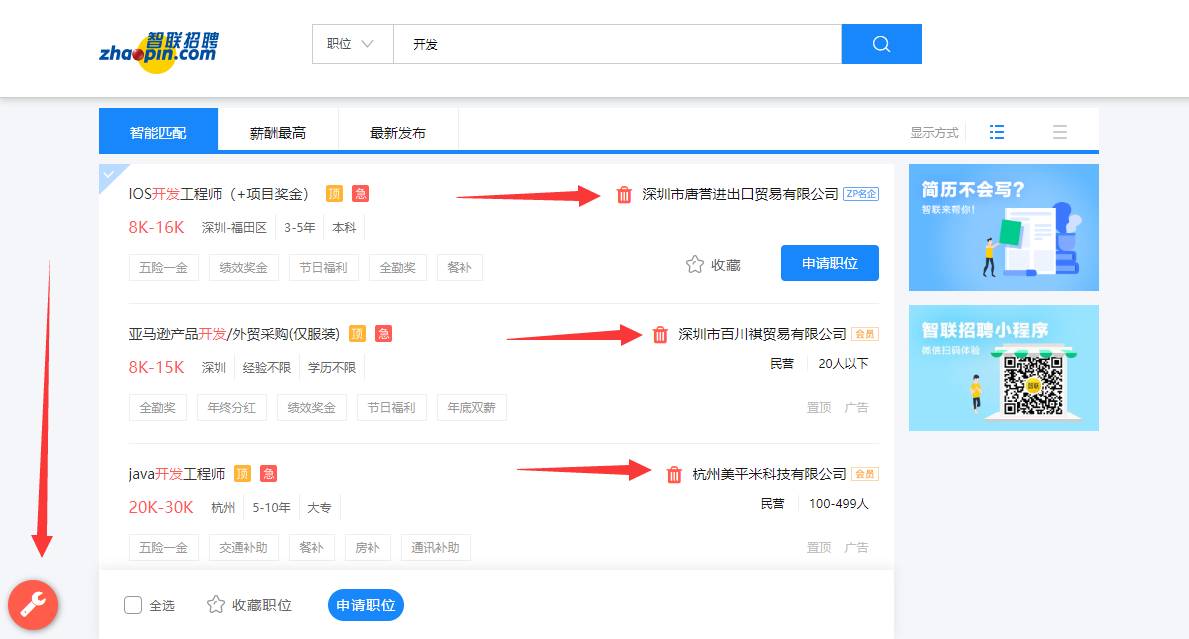 智联招聘
zhaopin.com
职位 开发
智能匹配 薪酬最高 最新发布 显示方式
IOS开发工程师（+项目奖金） 顶 急 深圳市唐誉进出口贸易有限公司 ZP名企
8K-16K 深圳-福田区 3-5年 本科
五险一金 绩效奖金 节日福利 全勤奖 餐补 收藏 申请职位
亚马逊产品开发/外贸采购(仅服装) 顶 急 深圳市百川祺贸易有限公司 会员
8K-15K 深圳 经验不限 学历不限 民营 20人以下
全勤奖 年终分红 绩效奖金 节日福利 年底双薪 置顶 广告
java开发工程师 顶 急 杭州美平米科技有限公司 会员
20K-30K 杭州 5-10年 大专 民营 100-499人
五险一金 交通补助 餐补 房补 通讯补助 置顶 广告
全选 收藏职位 申请职位
简历不会写?
智联来帮你!
智联招聘小程序
微信扫码体验
智联